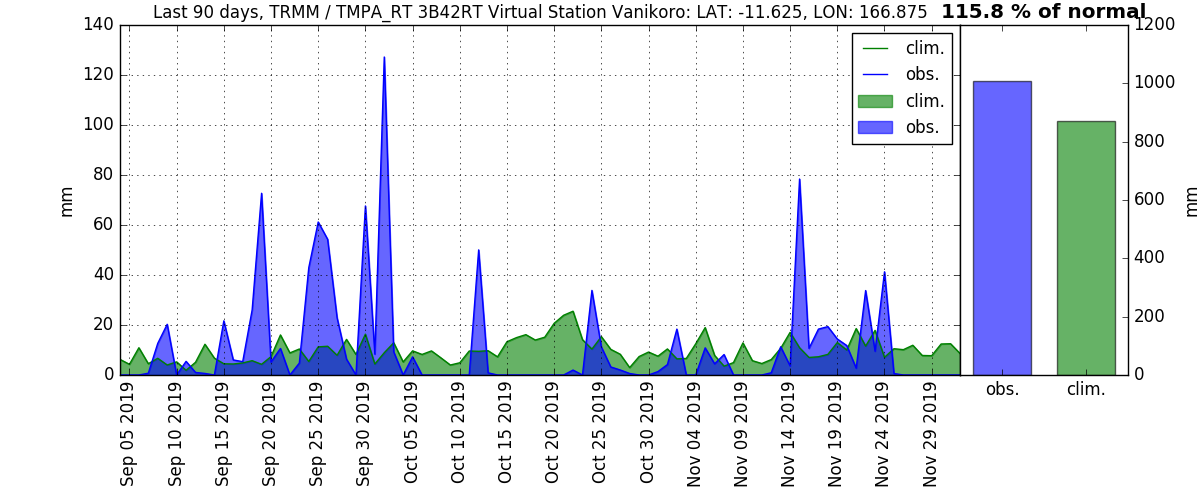 Last 90 days, TRMM / TMPA_RT 3B42RT Virtual Station Vanikoro: LAT: -11.625, LON: 166.875 115.8 % of normal
140
120
100
80
60
40
20
0
mm
clim.
obs.
clim.
obs.
Sep 05 2019
Sep 10 2019
Sep 15 2019
Sep 20 2019
Sep 25 2019
Sep 30 2019
Oct 05 2019
Oct 10 2019
Oct 15 2019
Oct 20 2019
Oct 25 2019
Oct 30 2019
Nov 04 2019
Nov 09 2019
Nov 14 2019
Nov 19 2019
Nov 24 2019
Nov 29 2019
1200
1000
800
600
400
200
0
mm
obs. clim.